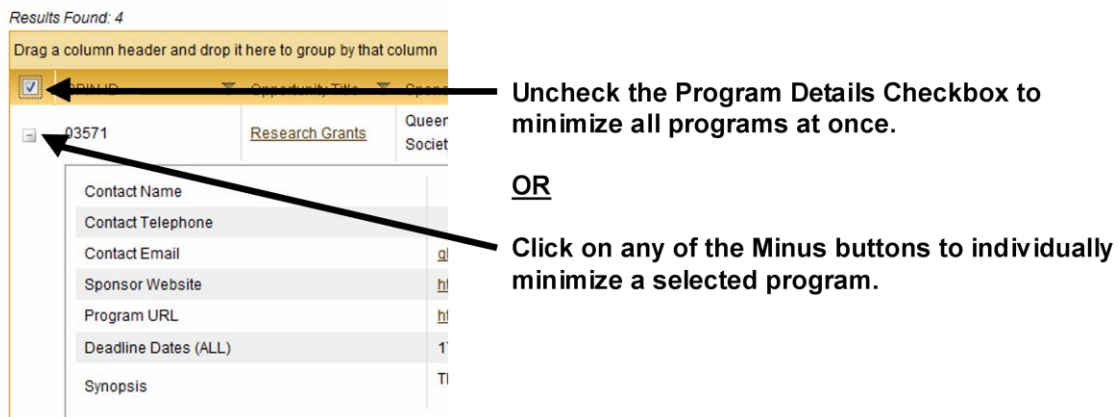 Results Found: 4
Drag a column header and drop it here to group by that column
Opportunity Title
Uncheck the Program Details Checkbox to
minimize all programs at once.
03571
Research Grants
Queen
Societ
OR
Contact Name
Contact Telephone
Click on any of the Minus buttons to individually
minimize a selected program.
Contact Email
Sponsor Website
Program URL
Deadline Dates (ALL)
Synopsis